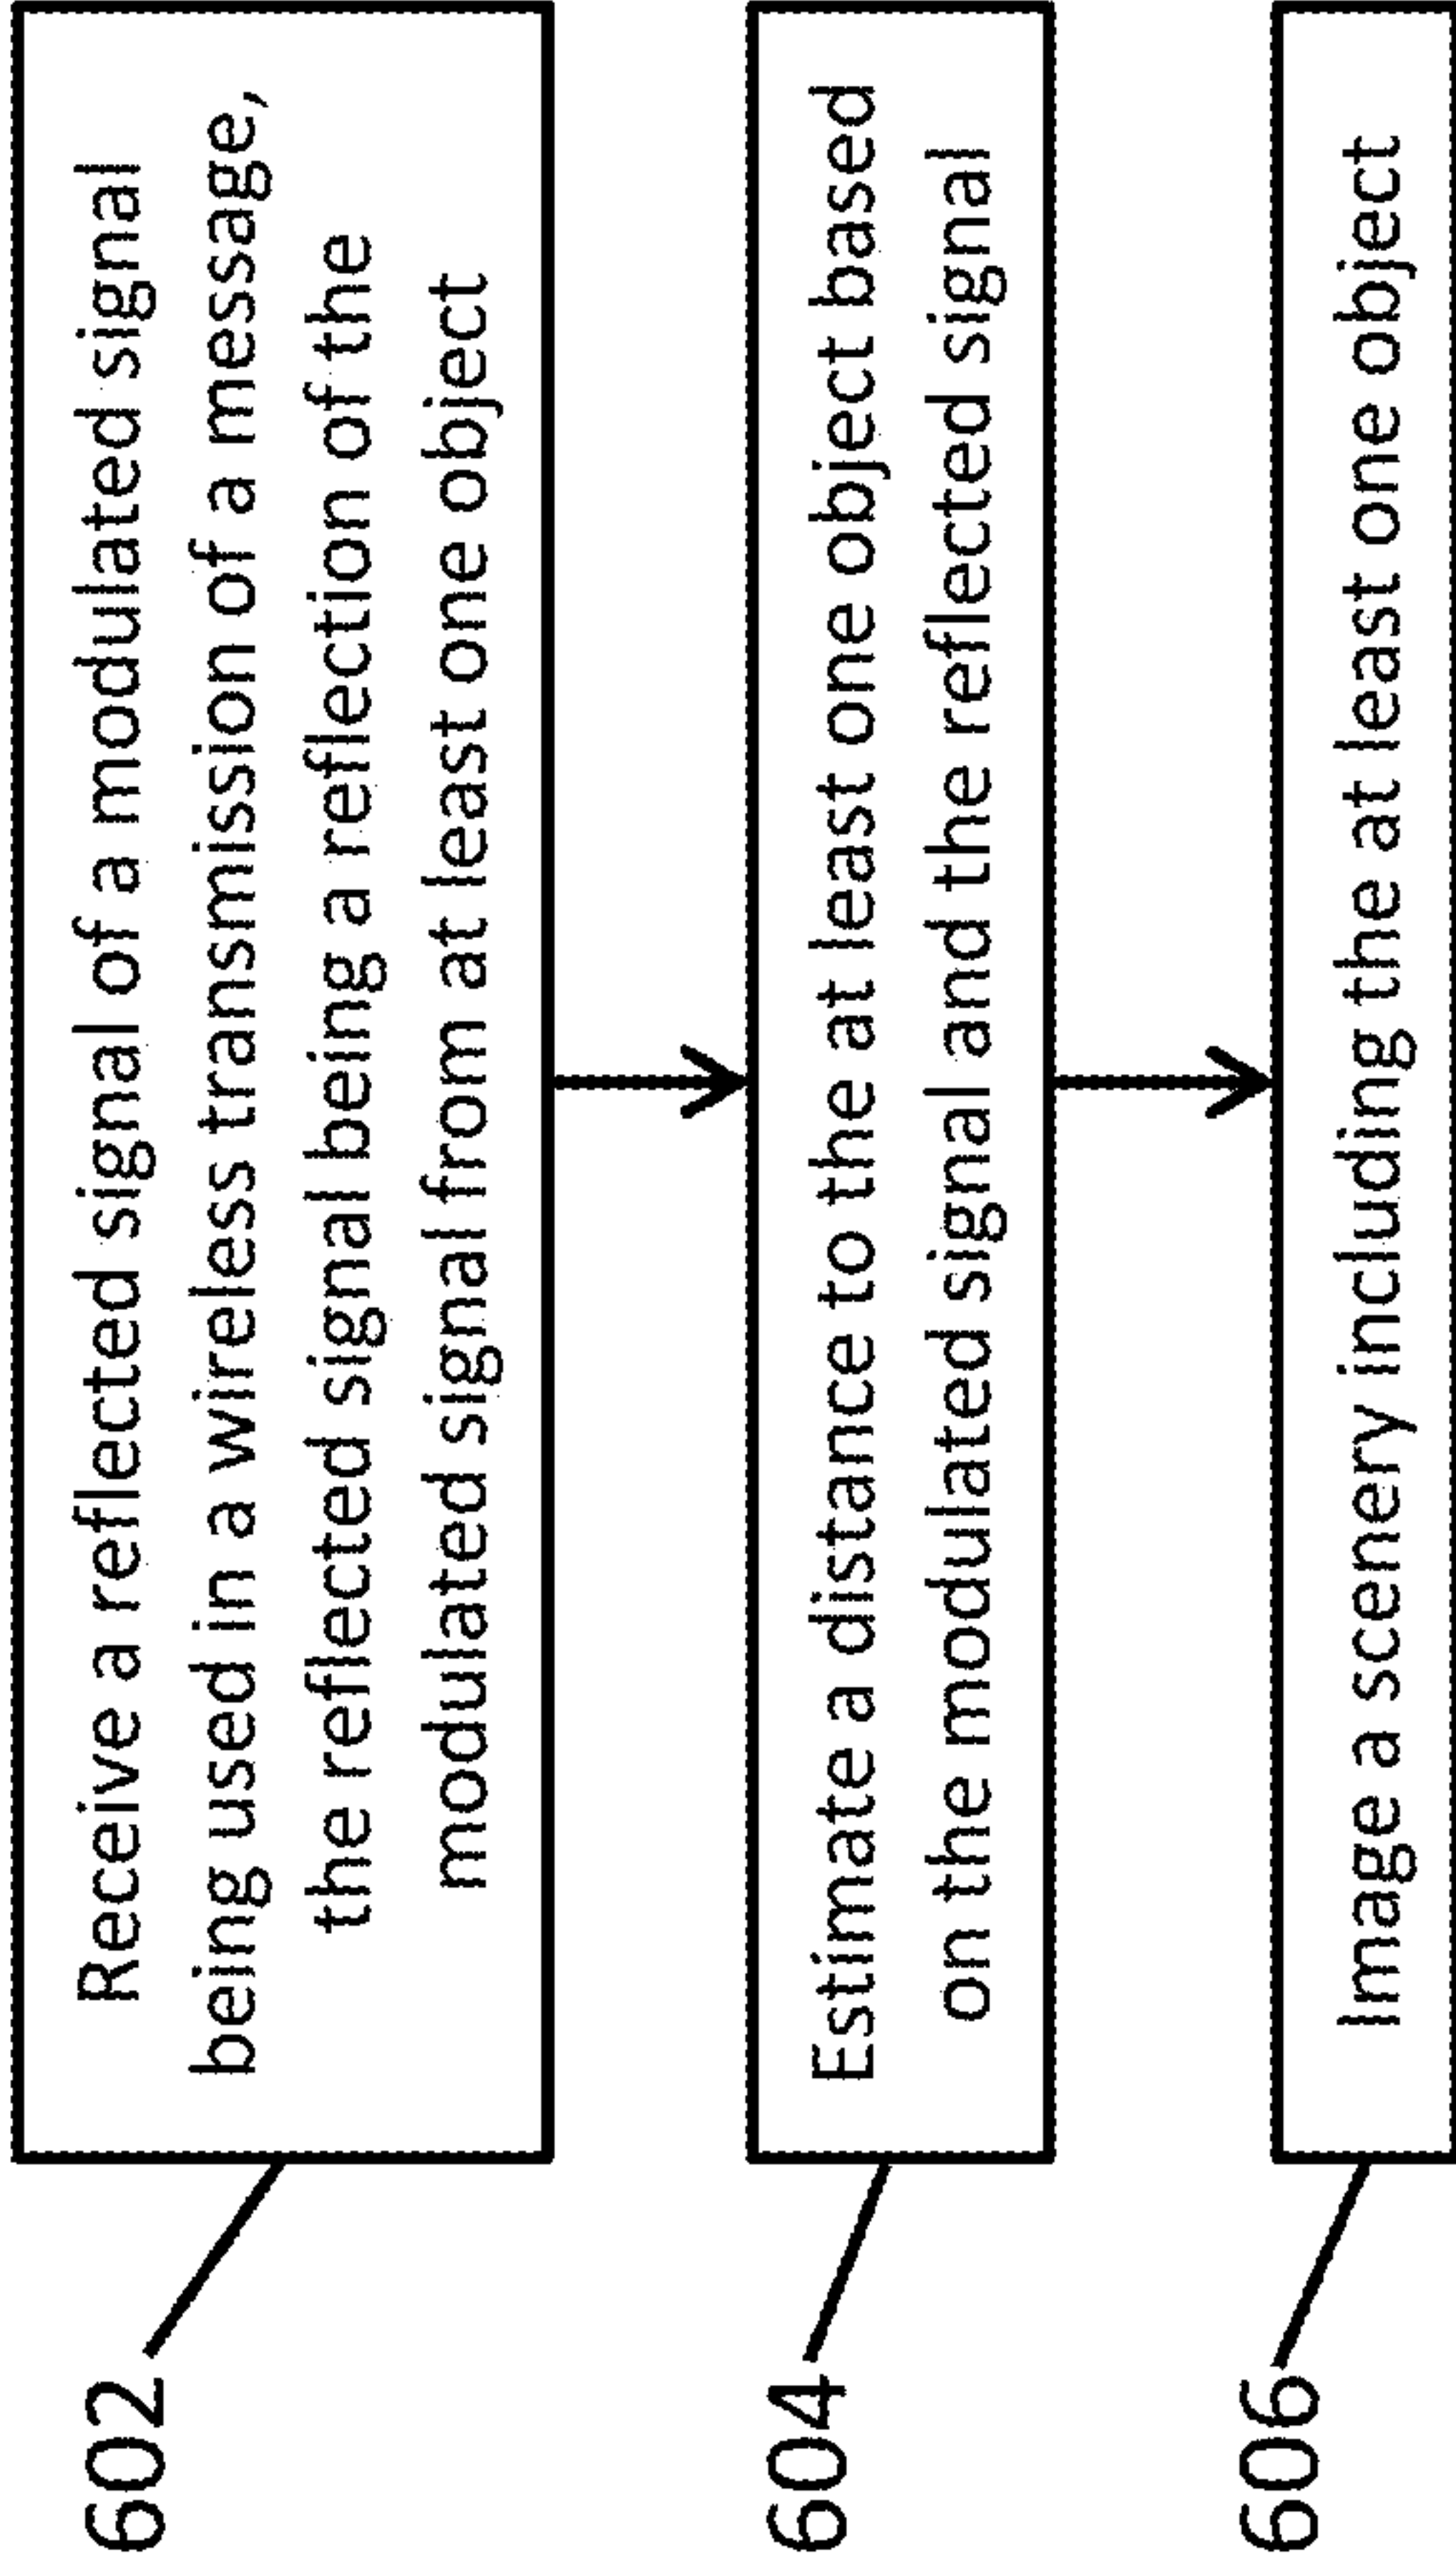 602
Receive a reflected signal of a modulated signal
being used in a wireless transmission of a message,
the reflected signal being a reflection of the
modulated signal from at least one object
604
Estimate a distance to the at least one object based
on the modulated signal and the reflected signal
606
Image a scenery including the at least one object